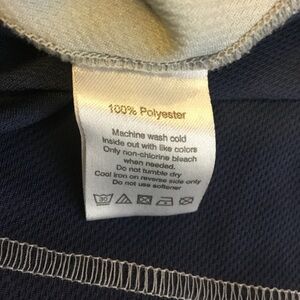 100% Polyester
Machine wash cold
Inside out with like colors
Only non-chlorine bleach
when needed.
Do not tumble dry
Cool iron on reverse side only
Do not use softener
30